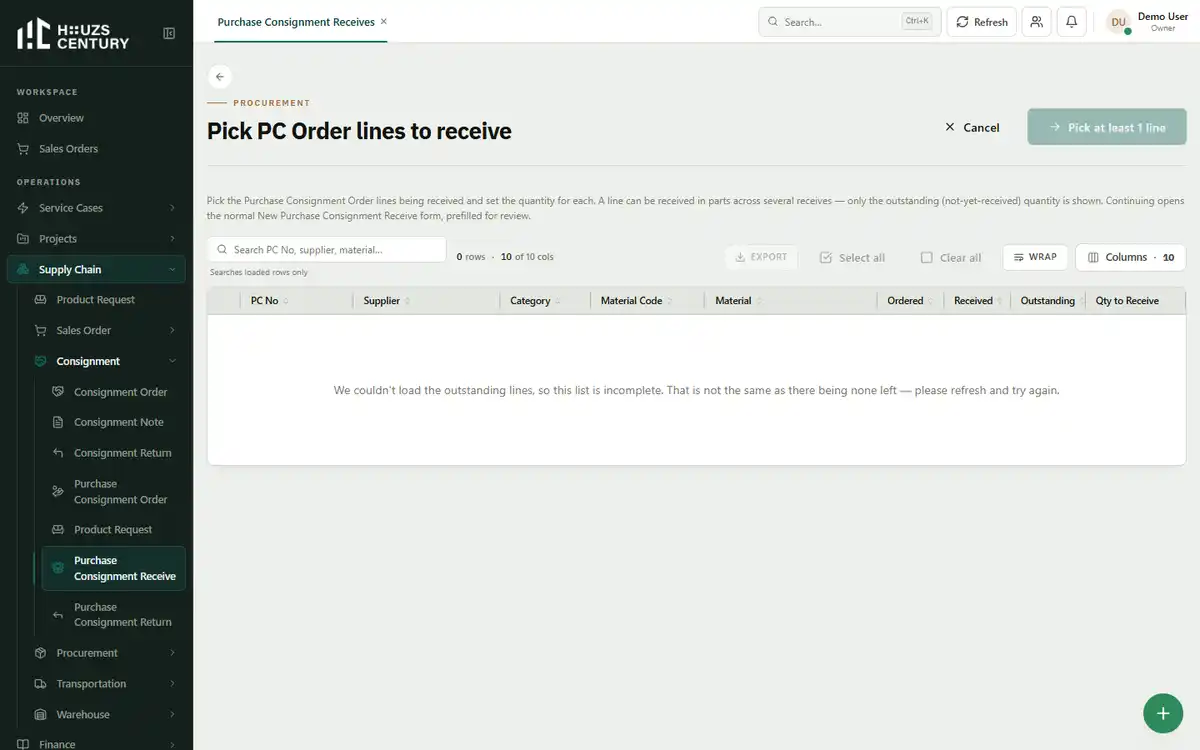 HOUZS
CENTURY
Purchase Consignment Receives
Search...
Ctrl+K
Refresh
DU
Demo User
Owner
WORKSPACE
Overview
Sales Orders
OPERATIONS
Service Cases
Projects
Supply Chain
Product Request
Sales Order
Consignment
Consignment Order
Consignment Note
Consignment Return
Purchase
Consignment Order
Product Request
Purchase
Consignment Receive
Purchase
Consignment Return
Procurement
Transportation
Warehouse
Finance
PROCUREMENT
Pick PC Order lines to receive
Cancel
Pick at least 1 line
Pick the Purchase Consignment Order lines being received and set the quantity for each. A line can be received in parts across several receives — only the outstanding (not-yet-received) quantity is shown. Continuing opens
the normal New Purchase Consignment Receive form, prefilled for review.
Search PC No, supplier, material...
0 rows · 10 of 10 cols
EXPORT
Select all
Clear all
WRAP
Columns · 10
Searches loaded rows only
PC No
Supplier
Category
Material Code
Material
Ordered
Received
Outstanding
Qty to Receive
We couldn't load the outstanding lines, so this list is incomplete. That is not the same as there being none left — please refresh and try again.